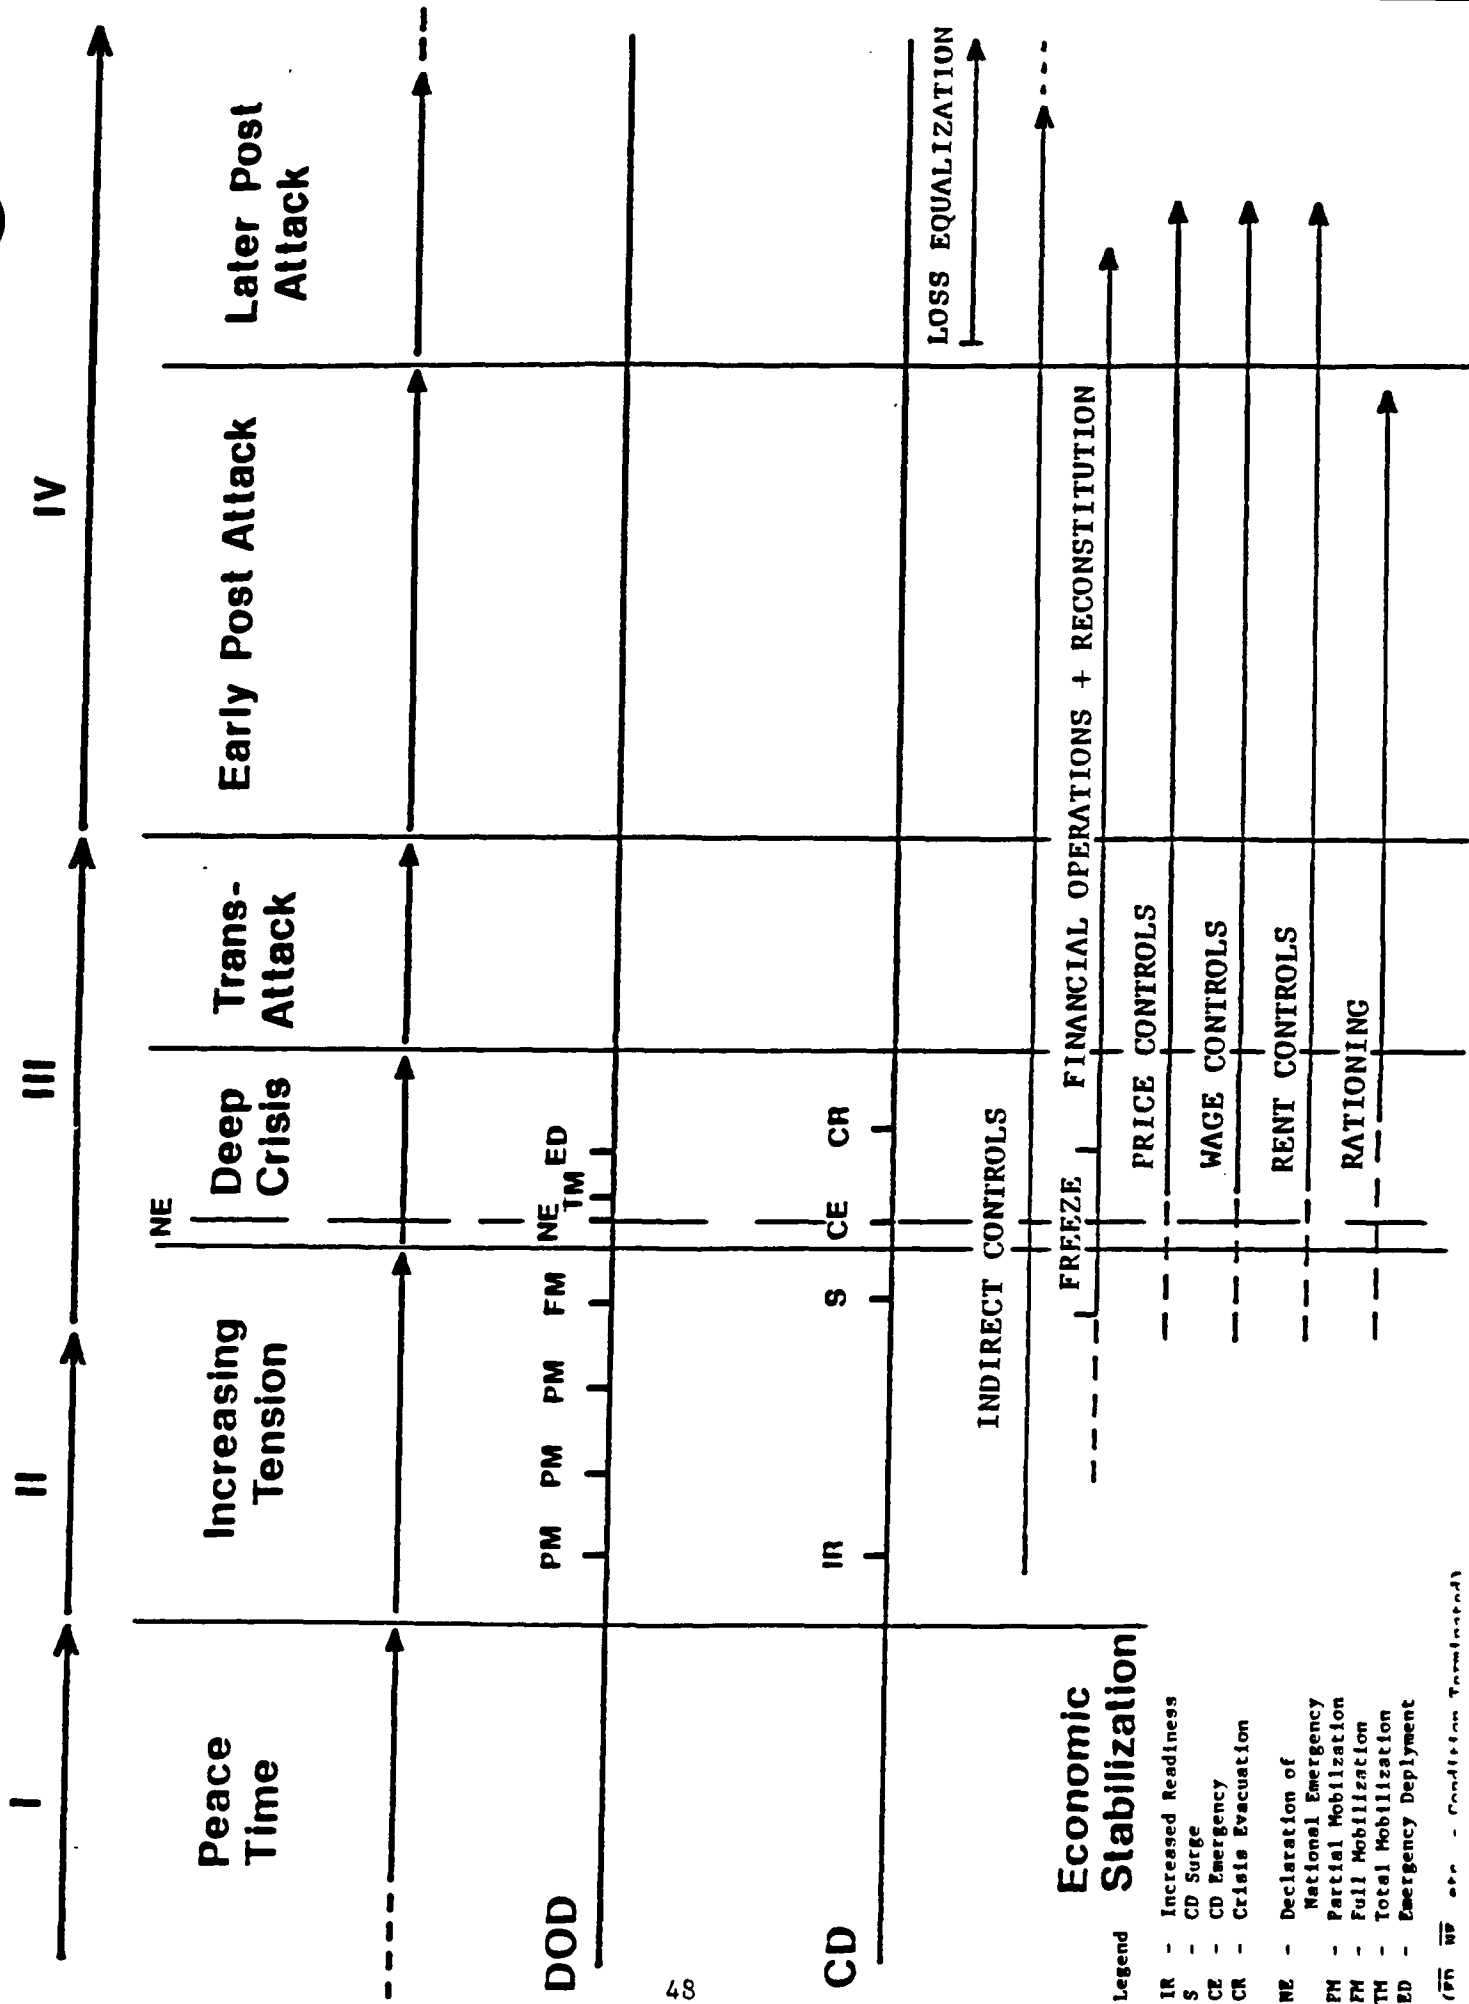 I
II
III
IV
Peace
Time
Increasing
Tension
NE
Deep
Crisis
Trans-
Attack
Early Post Attack
Later Post
Attack
DOD
PM
PM
PM
FM
NE
TM
ED
CD
IR
S
CE
CR
Economic
Stabilization
LOSS EQUALIZATION
INDIRECT CONTROLS
FREEZE
FINANCIAL OPERATIONS + RECONSTITUTION
PRICE CONTROLS
WAGE CONTROLS
RENT CONTROLS
RATIONING
Legend
IR - Increased Readiness
S - CD Surge
CE - CD Emergency
CR - Crisis Evacuation
NE - Declaration of
National Emergency
PM - Partial Mobilzation
FM - Full Mobilization
TM - Total Mobilization
ED - Emergency Deplyment
etc. - Condition Terminated)
48